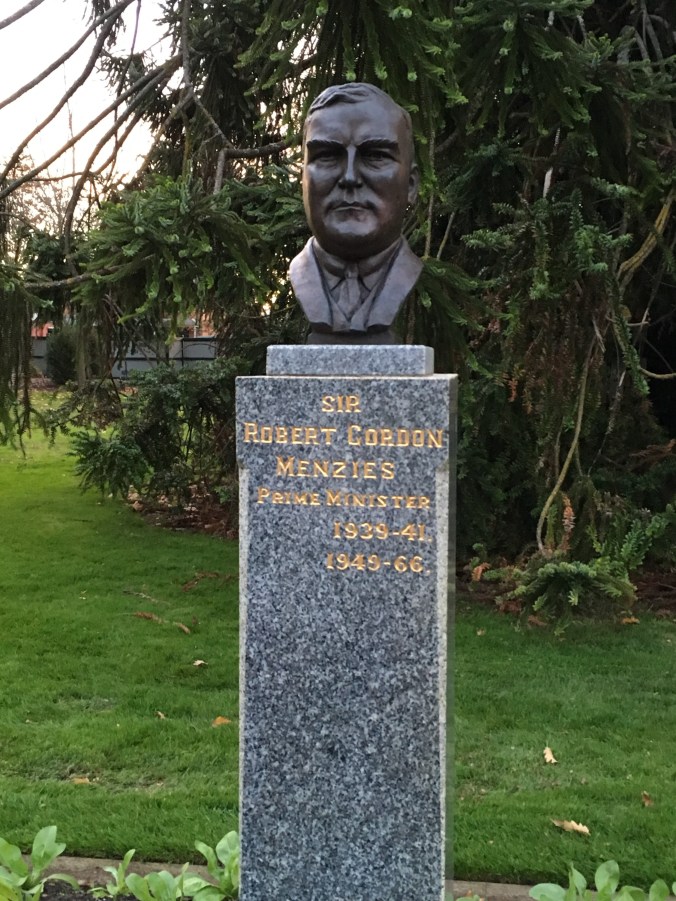 SIR
ROBERT GORDON
MENZIES
PRIME MINISTER
1939-41.
1949-66.